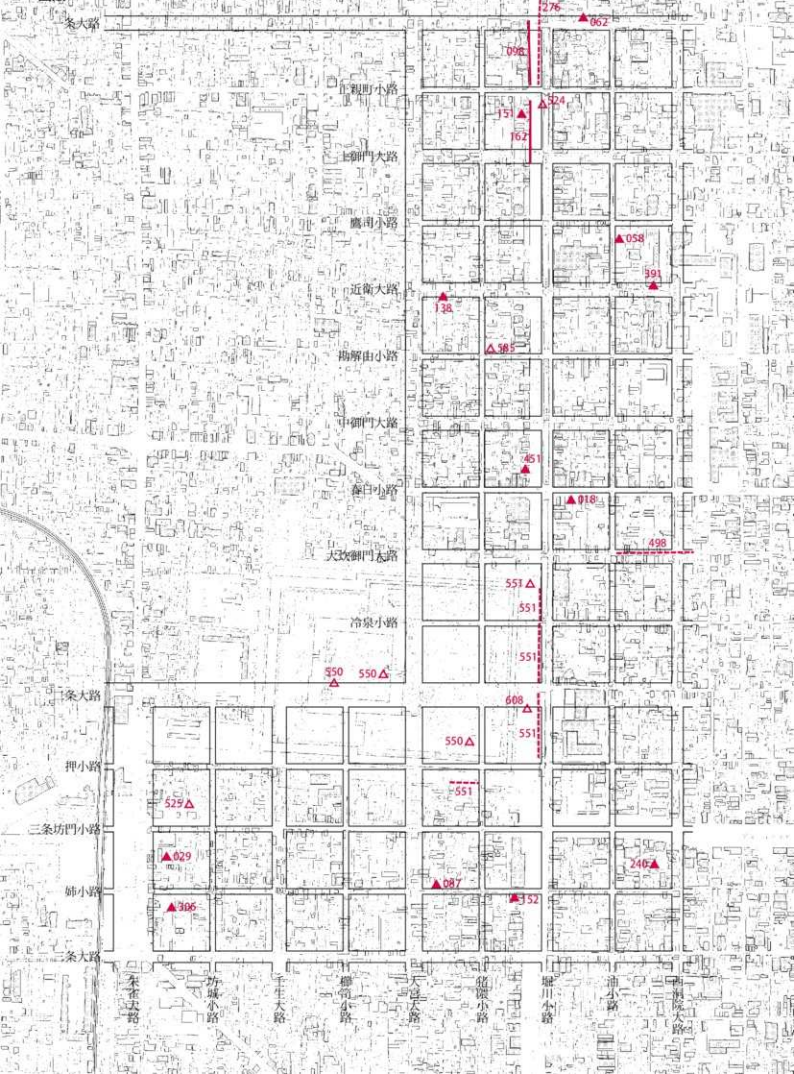 276
062
一条大路
098
正親町小路
524
151
162
土御門大路
鷹司小路
058
391
近衛大路
138
585
勘解由小路
中御門大路
451
春日小路
018
498
大炊御門大路
551
551
冷泉小路
551
550
550
二条大路
608
551
550
押小路
551
525
三条坊門小路
029
240
087
姉小路
152
306
三条大路
朱雀大路
坊城小路
壬生大路
櫛司小路
大宮大路
猪隈小路
堀川小路
油小路
西洞院大路